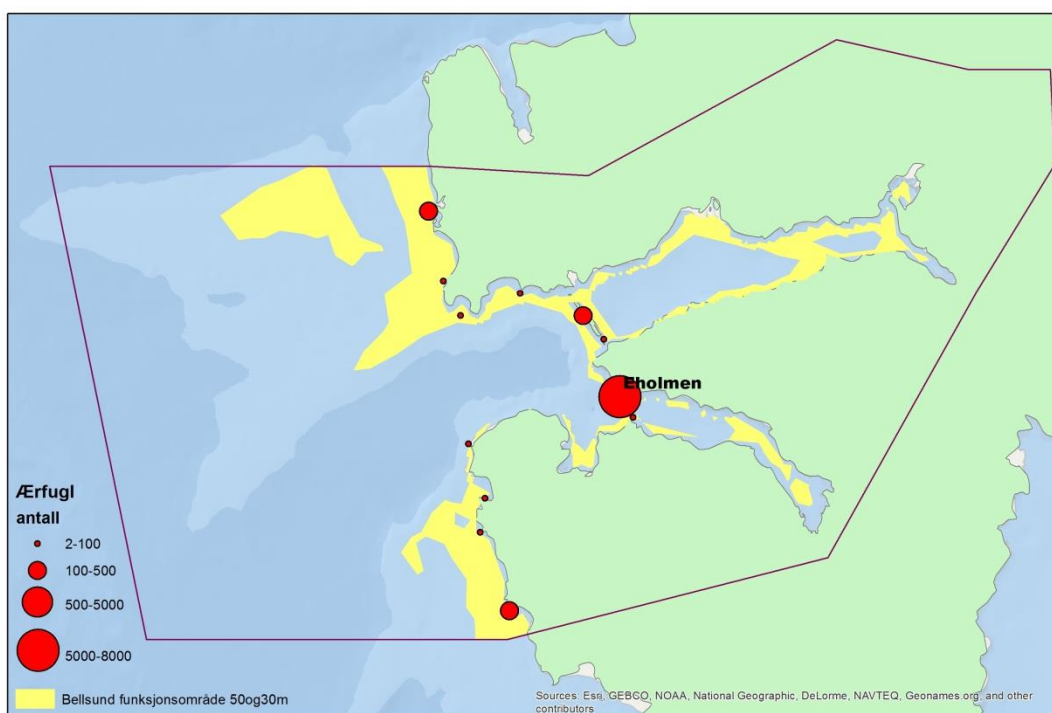 Eholmen
Ærfugl
antall
2-100
100-500
500-5000
5000-8000
Bellsund funksjonsområde 50og30m
Sources: Esri, GEBCO, NOAA, National Geographic, DeLorme, NAVTEQ, Geonames.org, and other
contributors